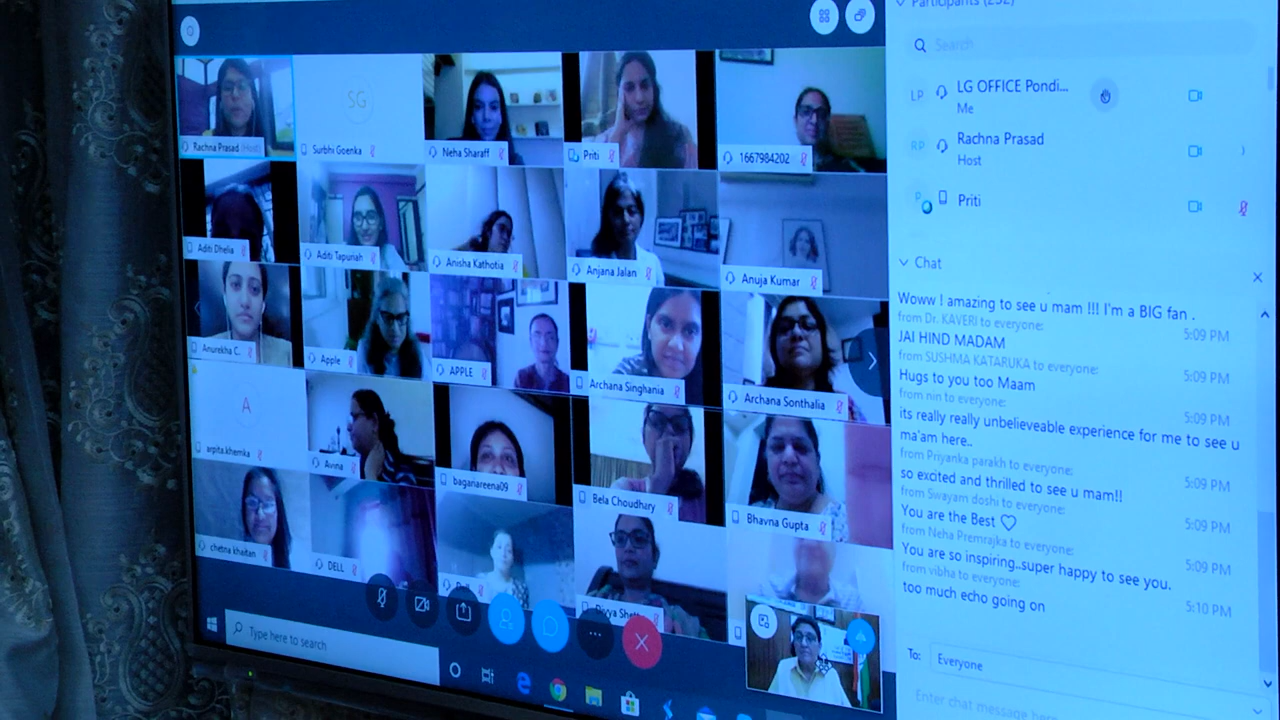 Participants (252)
Search
LP
LG OFFICE Pondi...
Me
RP
Rachna Prasad
Host
P
Priti
Chat
Woww ! amazing to see u mam !!! I'm a BIG fan .
from Dr. KAVERI to everyone:
5:09 PM
JAI HIND MADAM
from SUSHMA KATARUKA to everyone:
5:09 PM
Hugs to you too Maam
from nin to everyone:
5:09 PM
its really really unbelieveable experience for me to see u
ma'am here..
from Priyanka parakh to everyone:
5:09 PM
so excited and thrilled to see u mam!!
from Swayam doshi to everyone:
5:09 PM
You are the Best ♡
from Neha Premrajka to everyone:
5:09 PM
You are so inspiring..super happy to see you.
from vibha to everyone:
5:10 PM
too much echo going on
To:
Everyone
Enter chat message here
Rachna Prasad (Host)
SG
Surbhi Goenka
Neha Sharaff
Priti
1667984202
Aditi Dhelia
Aditi Tapuriah
Anisha Kathotia
Anjana Jalan
Anuja Kumar
Anurekha C.
Apple
APPLE
Archana Singhania
Archana Sonthalia
A
arpita.khemka
Avina
bagariareena09
Bela Choudhary
Bhavna Gupta
chetna khaitan
DELL
Divya Shet
Type here to search